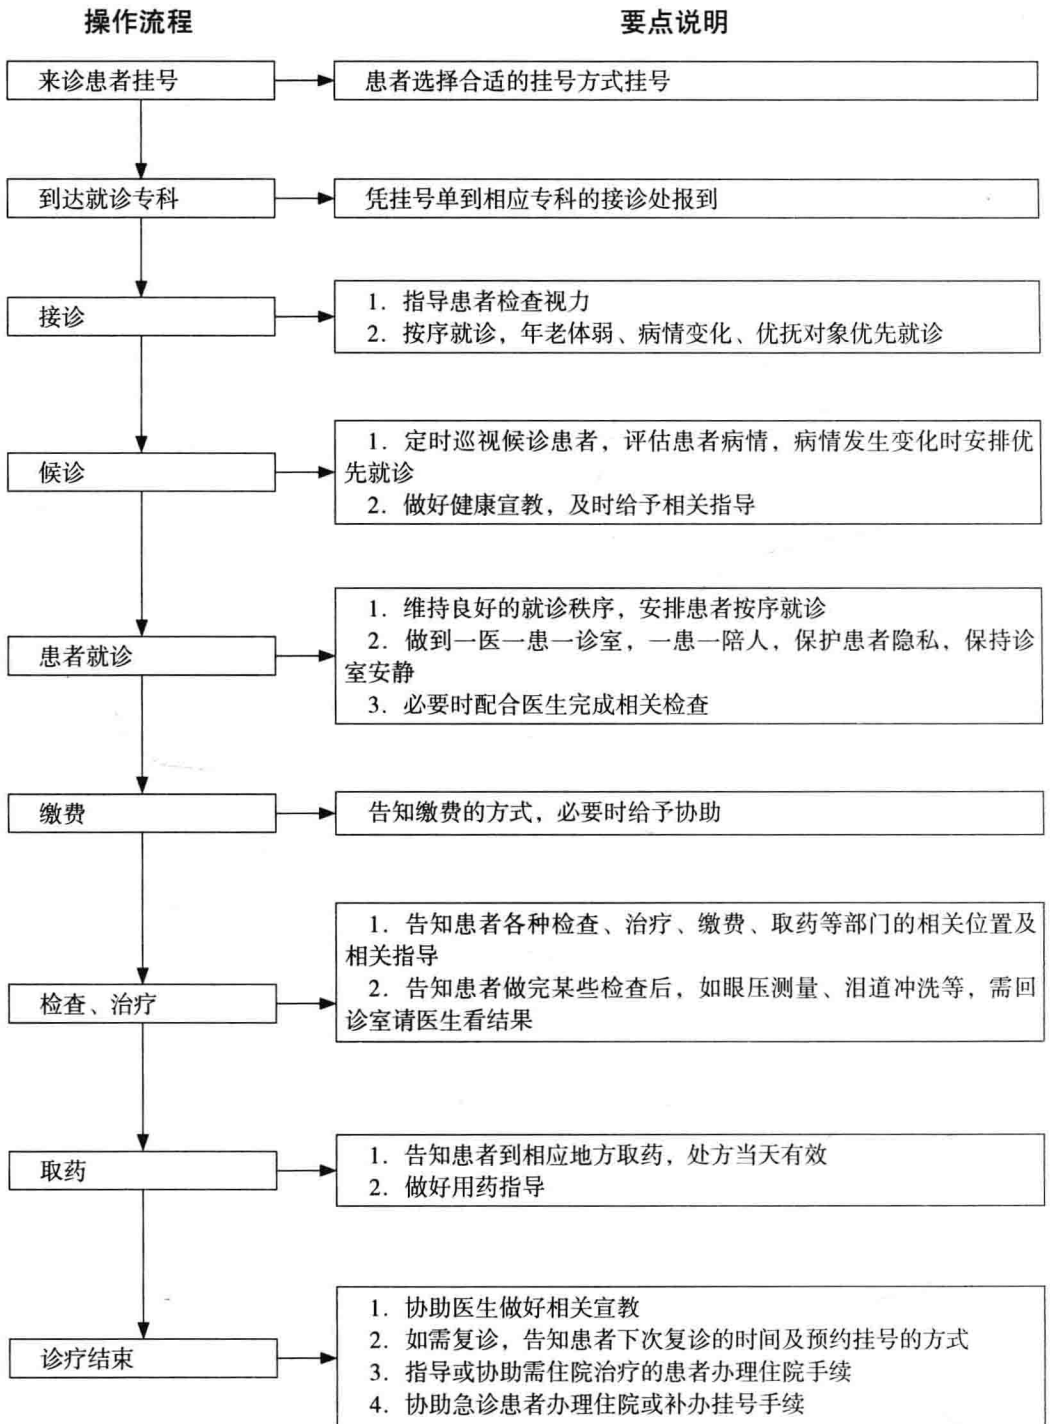 操作流程
要点说明
来诊患者挂号
患者选择合适的挂号方式挂号
到达就诊专科
凭挂号单到相应专科的接诊处报到
接诊
1. 指导患者检查视力
2. 按序就诊，年老体弱、病情变化、优抚对象优先就诊
候诊
1. 定时巡视候诊患者，评估患者病情，病情发生变化时安排优
先就诊
2. 做好健康宣教，及时给予相关指导
患者就诊
1. 维持良好的就诊秩序，安排患者按序就诊
2. 做到一医一患一诊室，一患一陪人，保护患者隐私，保持诊
室安静
3. 必要时配合医生完成相关检查
缴费
告知缴费的方式，必要时给予协助
检查、治疗
1. 告知患者各种检查、治疗、缴费、取药等部门的相关位置及
相关指导
2. 告知患者做完某些检查后，如眼压测量、泪道冲洗等，需回
诊室请医生看结果
取药
1. 告知患者到相应地方取药，处方当天有效
2. 做好用药指导
诊疗结束
1. 协助医生做好相关宣教
2. 如需复诊，告知患者下次复诊的时间及预约挂号的方式
3. 指导或协助需住院治疗的患者办理住院手续
4. 协助急诊患者办理住院或补办挂号手续